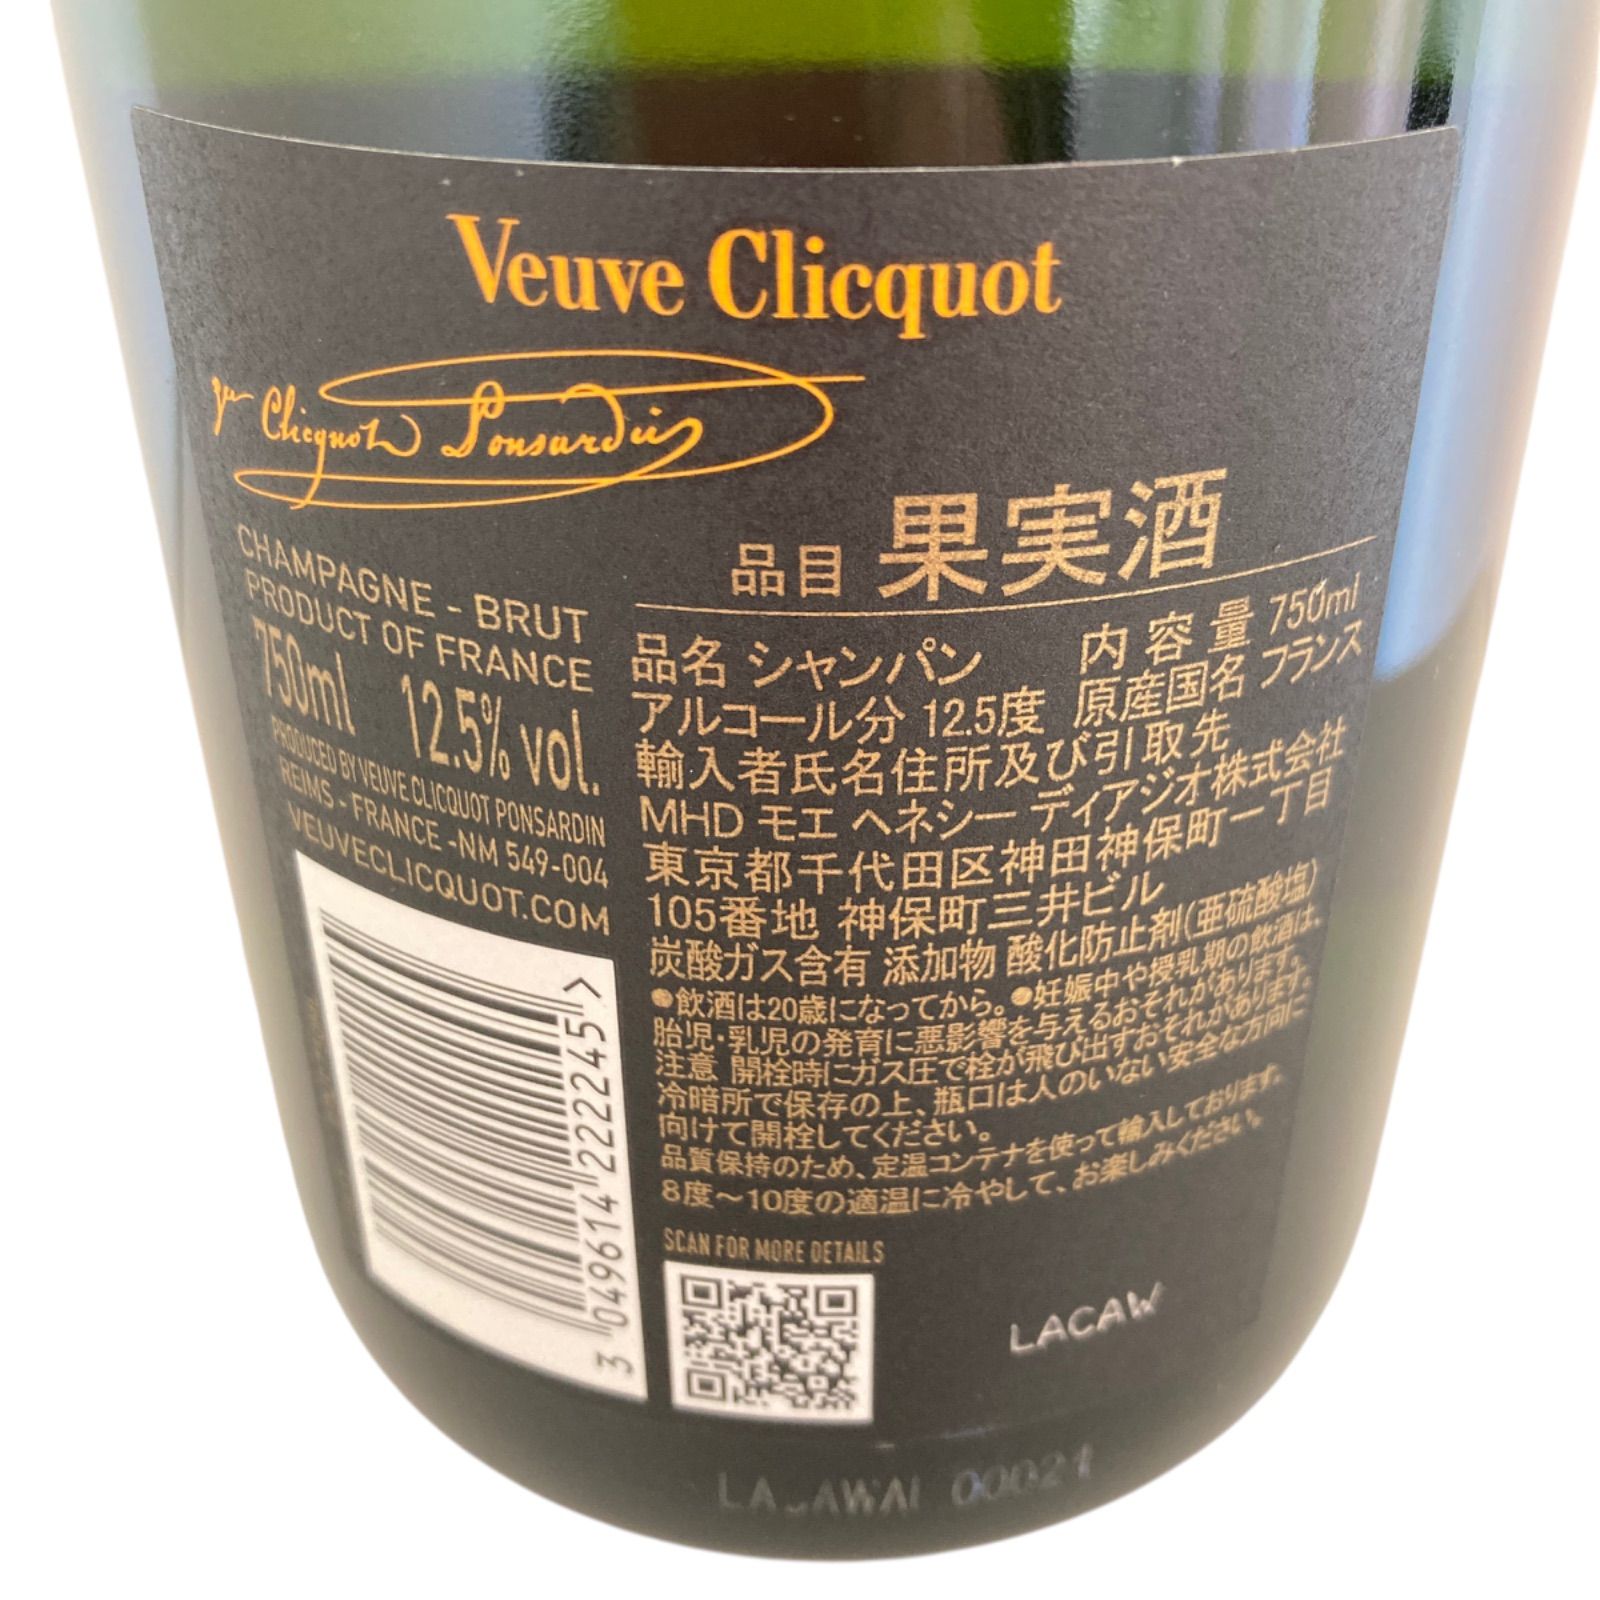 Veuve Clicquot
Vve Clicquot Ponsardin
CHAMPAGNE - BRUT
PRODUCT OF FRANCE
750ml 12.5% vol.
PRODUCED BY VEUVE CLICQUOT PONSARDIN
REIMS - FRANCE -NM 549-004
VEUVECLICQUOT.COM
3 049614 222245 >
品目 果実酒
品名 シャンパン 内容量 750ml
アルコール分 12.5度 原産国名 フランス
輸入者氏名住所及び引取先
MHD モエ ヘネシー ディアジオ株式会社
東京都千代田区神田神保町一丁目
105番地 神保町三井ビル
炭酸ガス含有 添加物 酸化防止剤(亜硫酸塩)
●飲酒は20歳になってから。●妊娠中や授乳期の飲酒は、
胎児・乳児の発育に悪影響を与えるおそれがあります。
注意 開栓時にガス圧で栓が飛び出すおそれがあります。
冷暗所で保存の上、瓶口は人のいない安全な方向に
向けて開栓してください。
品質保持のため、定温コンテナを使って輸入しております。
8度～10度の適温に冷やして、お楽しみください。
SCAN FOR MORE DETAILS
LACAW